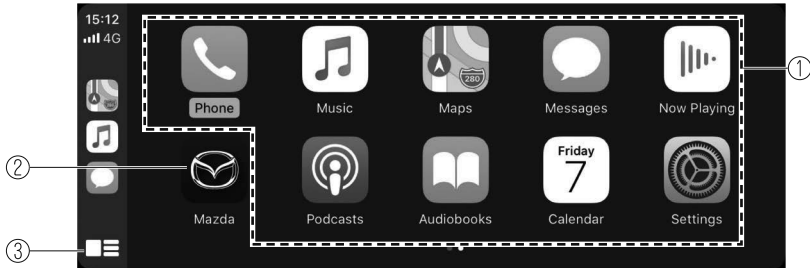 15:12
4G
280
Phone
Music
Maps
Messages
Now Playing
Friday
7
Mazda
Podcasts
Audiobooks
Calendar
Settings
①
②
③